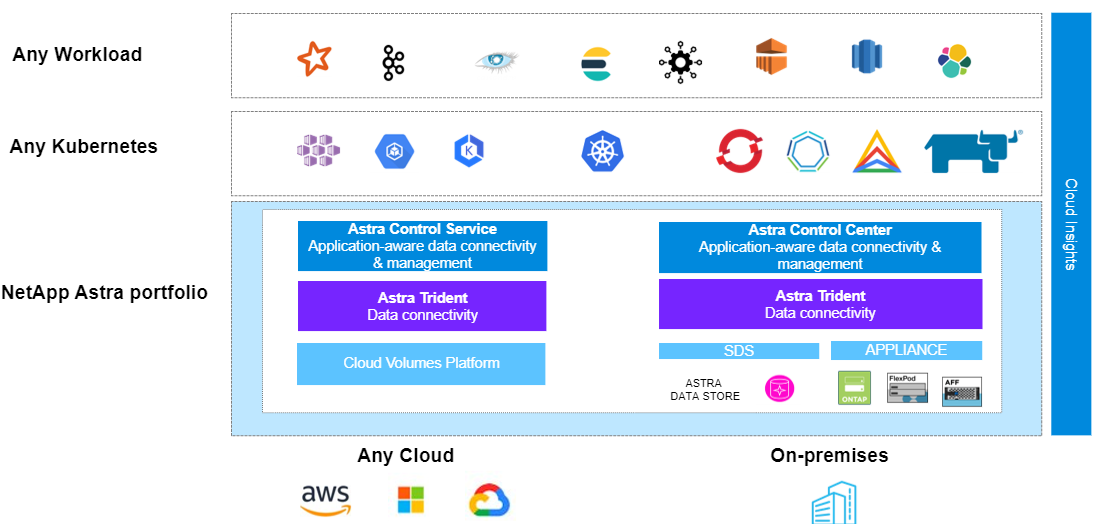 Any Workload
Any Kubernetes
NetApp Astra portfolio
Astra Control Service
Application-aware data connectivity
& management
Astra Trident
Data connectivity
Cloud Volumes Platform
Astra Control Center
Application-aware data connectivity &
management
Astra Trident
Data connectivity
SDS
APPLIANCE
ASTRA
DATA STORE
ONTAP
FlexPod
AFF
Cloud Insights
Any Cloud
On-premises
aws
K
®